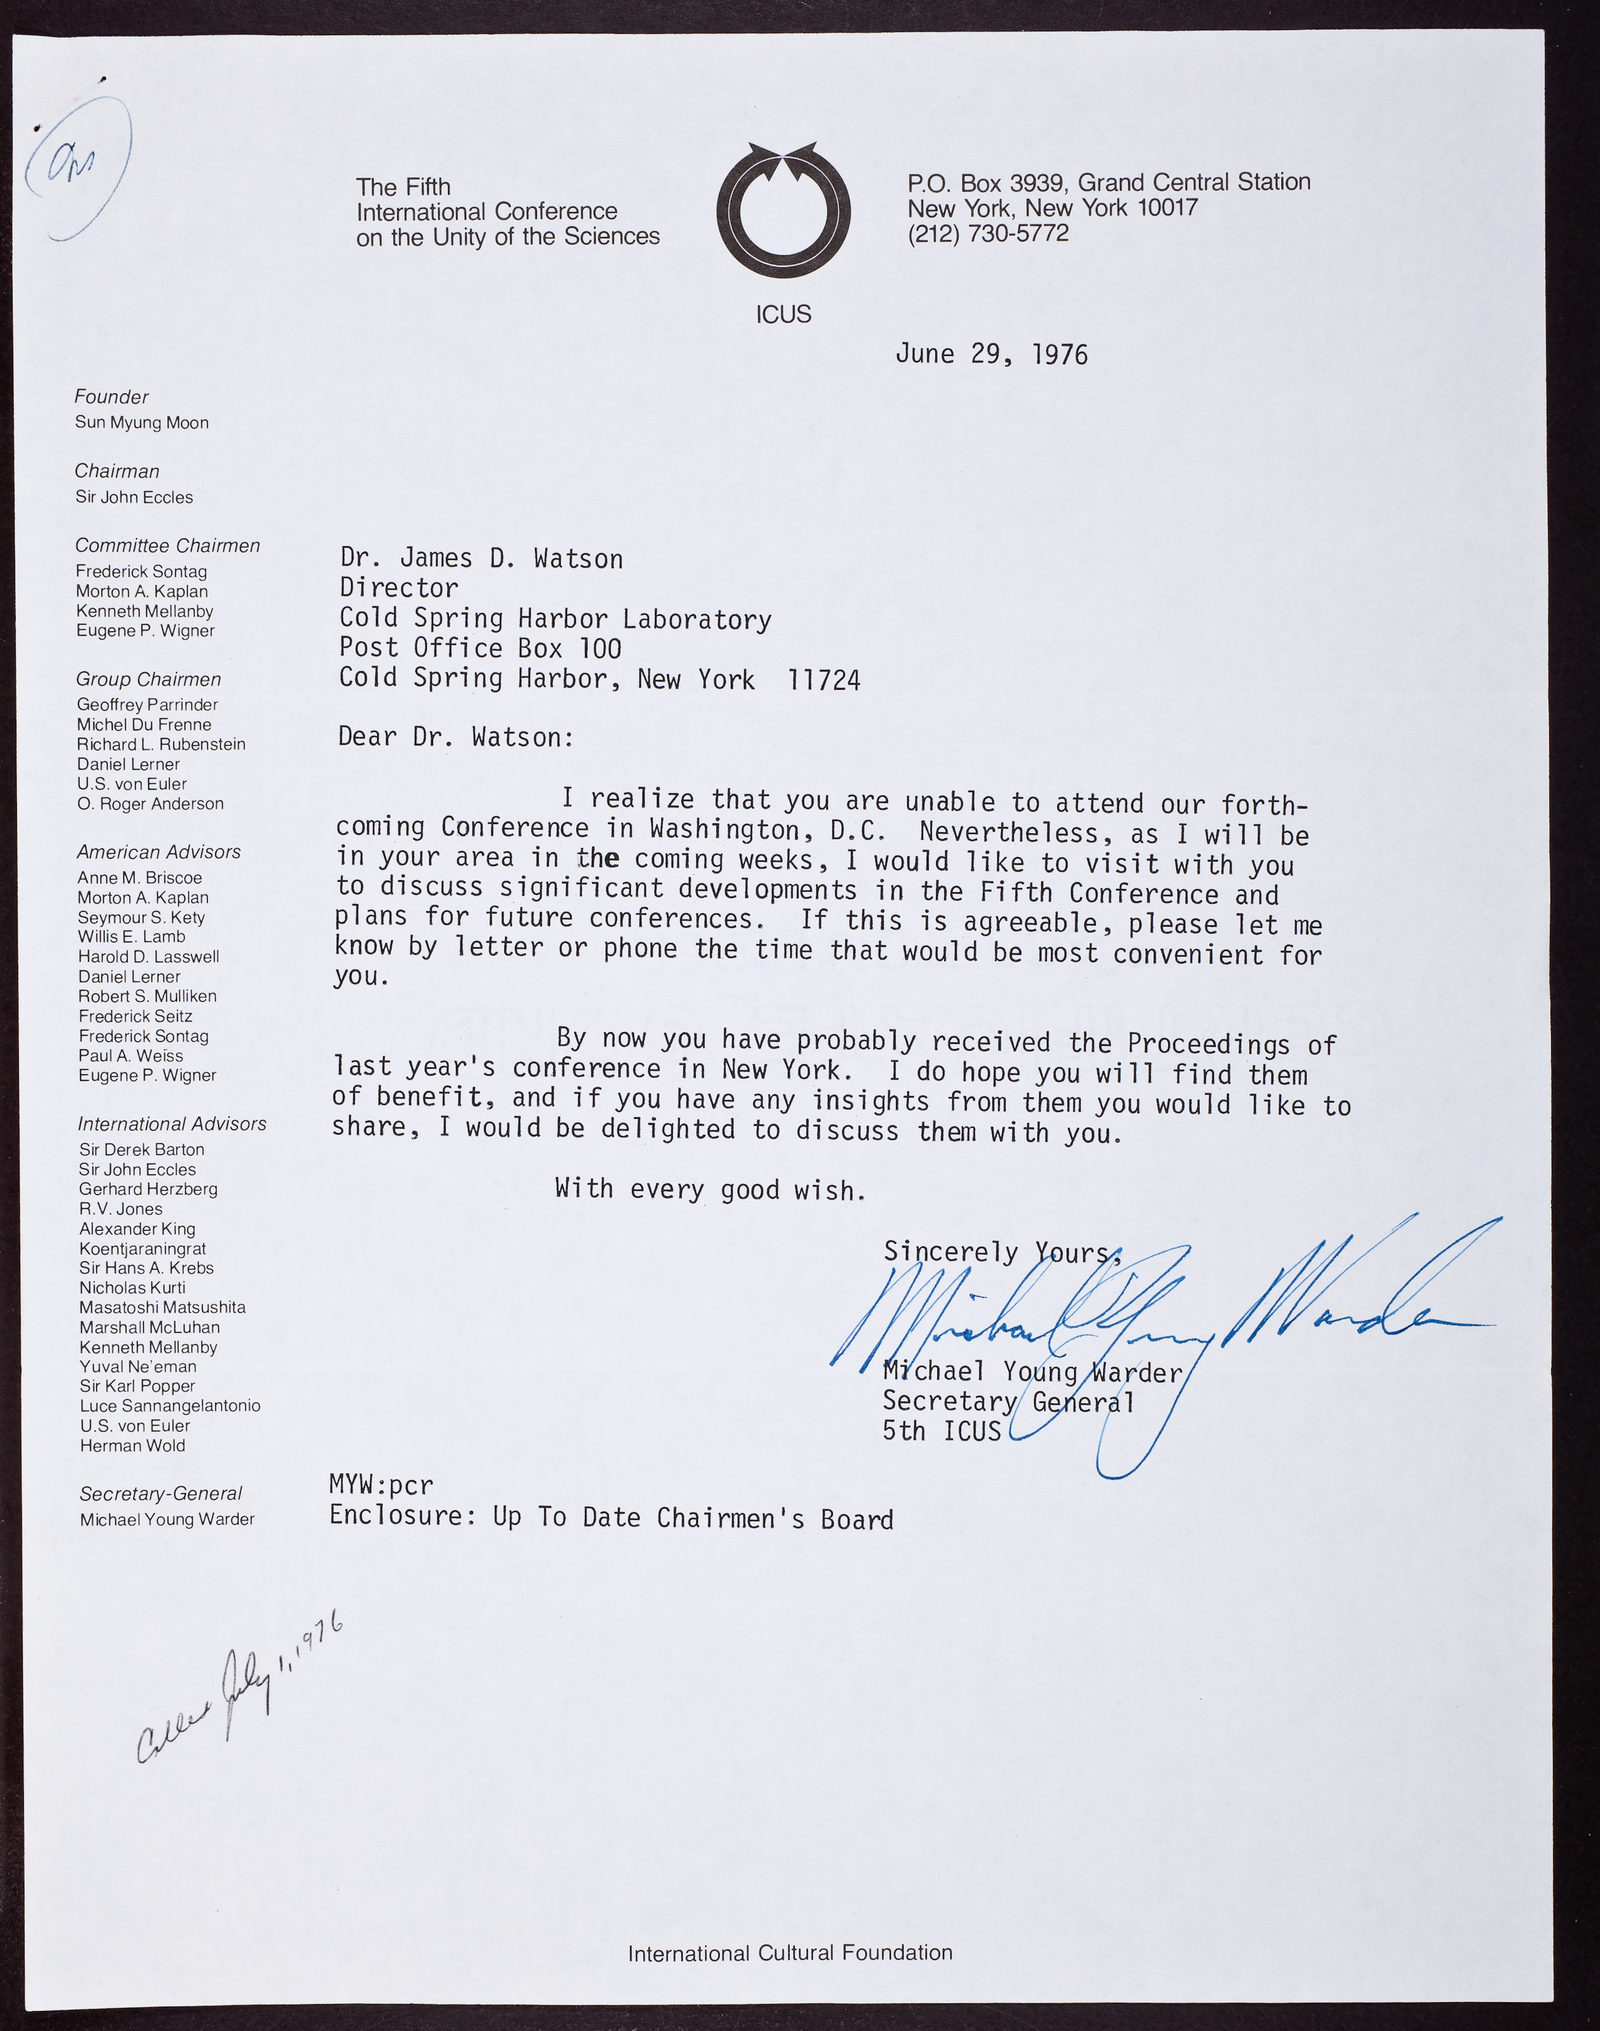 The Fifth
International Conference
on the Unity of the Sciences
ICUS
P.O. Box 3939, Grand Central Station
New York, New York 10017
(212) 730-5772
June 29, 1976
Founder
Sun Myung Moon
Chairman
Sir John Eccles
Committee Chairmen
Frederick Sontag
Morton A. Kaplan
Kenneth Mellanby
Eugene P. Wigner
Group Chairmen
Geoffrey Parrinder
Michel Du Frenne
Richard L. Rubenstein
Daniel Lerner
U.S. von Euler
O. Roger Anderson
American Advisors
Anne M. Briscoe
Morton A. Kaplan
Seymour S. Kety
Willis E. Lamb
Harold D. Lasswell
Daniel Lerner
Robert S. Mulliken
Frederick Seitz
Frederick Sontag
Paul A. Weiss
Eugene P. Wigner
International Advisors
Sir Derek Barton
Sir John Eccles
Gerhard Herzberg
R.V. Jones
Alexander King
Koentjaraningrat
Sir Hans A. Krebs
Nicholas Kurti
Masatoshi Matsushita
Marshall McLuhan
Kenneth Mellanby
Yuval Ne'eman
Sir Karl Popper
Luce Sannangelantonio
U.S. von Euler
Herman Wold
Secretary-General
Michael Young Warder
Dr. James D. Watson
Director
Cold Spring Harbor Laboratory
Post Office Box 100
Cold Spring Harbor, New York 11724
Dear Dr. Watson:
I realize that you are unable to attend our forth-
coming Conference in Washington, D.C. Nevertheless, as I will be
in your area in the coming weeks, I would like to visit with you
to discuss significant developments in the Fifth Conference and
plans for future conferences. If this is agreeable, please let me
know by letter or phone the time that would be most convenient for
you.
By now you have probably received the Proceedings of
last year's conference in New York. I do hope you will find them
of benefit, and if you have any insights from them you would like to
share, I would be delighted to discuss them with you.
With every good wish.
Sincerely Yours,
Michael Young Warder
Michael Young Warder
Secretary General
5th ICUS
MYW:pcr
Enclosure: Up To Date Chairmen's Board
Called July 1, 1976
International Cultural Foundation